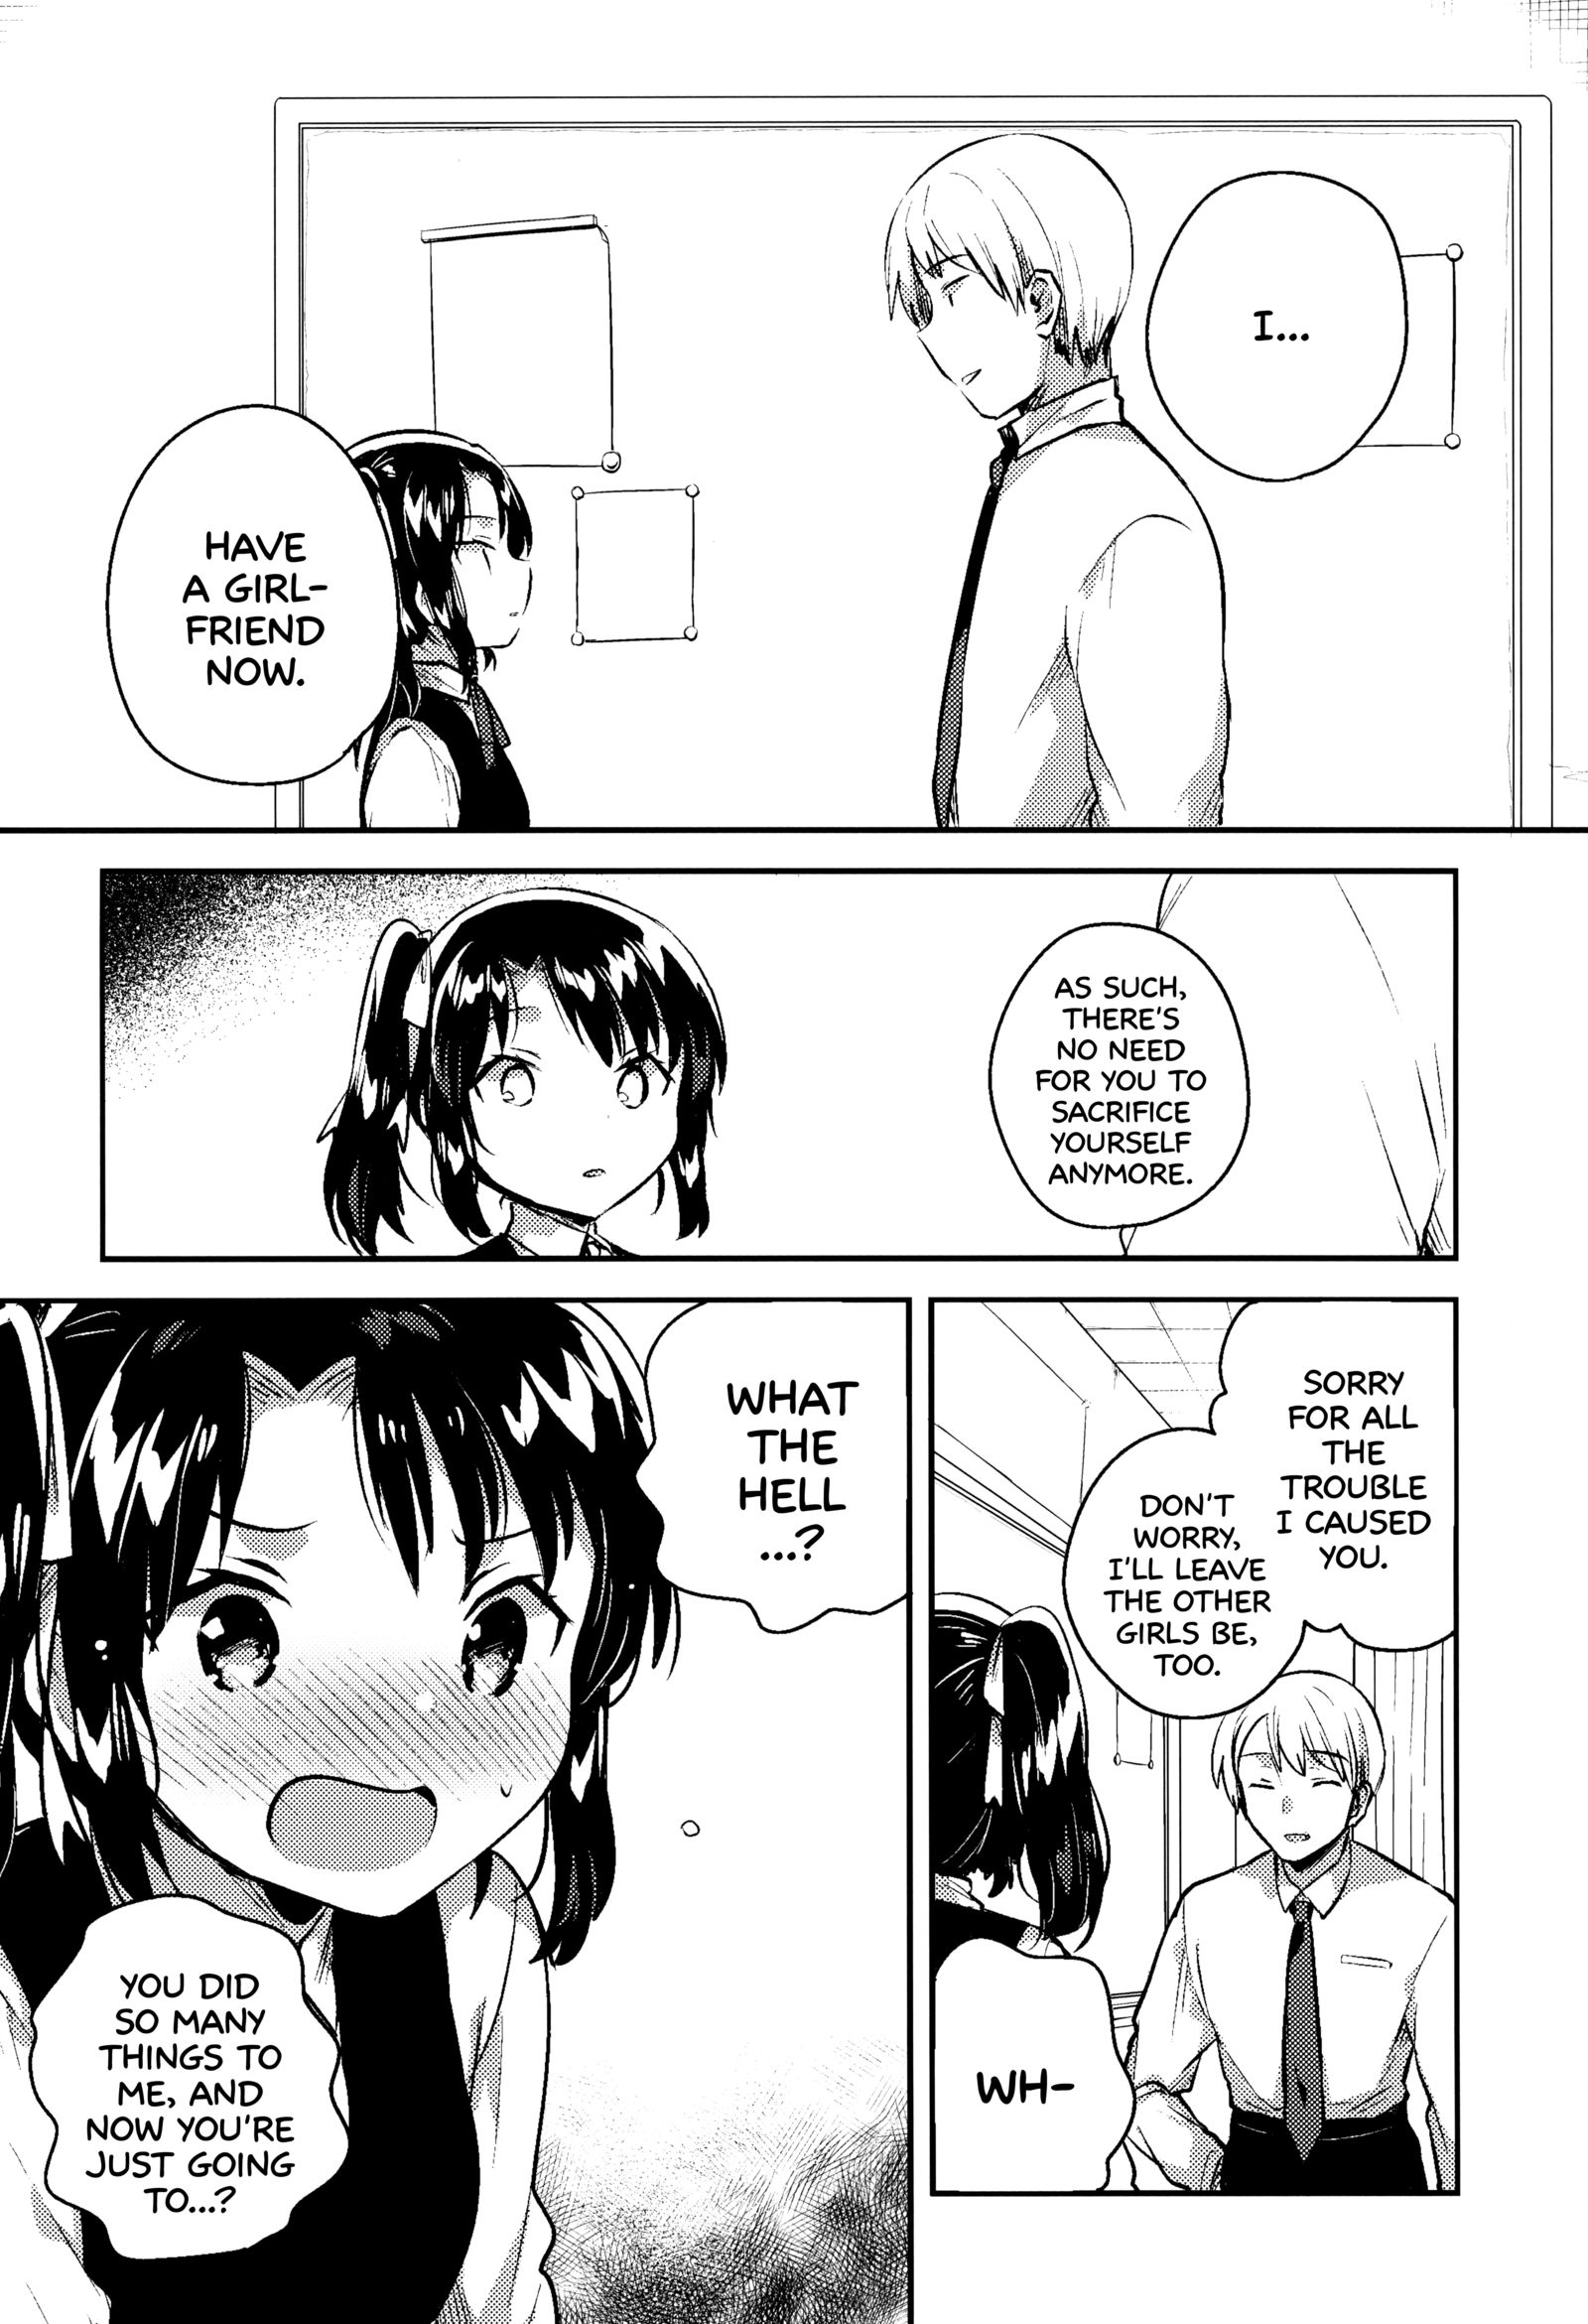 I...
HAVE
A GIRL-
FRIEND
NOW.
AS SUCH,
THERE'S
NO NEED
FOR YOU TO
SACRIFICE
YOURSELF
ANYMORE.
SORRY
FOR ALL
THE
TROUBLE
I CAUSED
YOU.
DON'T
WORRY,
I'LL LEAVE
THE OTHER
GIRLS BE,
TOO.
WH-
WHAT
THE
HELL
...?
YOU DID
SO MANY
THINGS TO
ME, AND
NOW YOU'RE
JUST GOING
TO...?